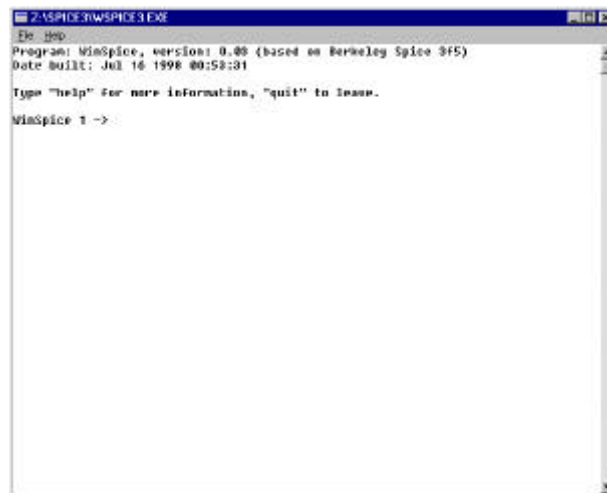 Z:\SPICE3\WSPICE3.EXE
File Help
Program: WinSpice, version: 0.08 (based on Berkeley Spice 3f5)
Date built: Jul 16 1998 00:53:31
Type "help" for more information, "quit" to leave.
WinSpice 1 ->